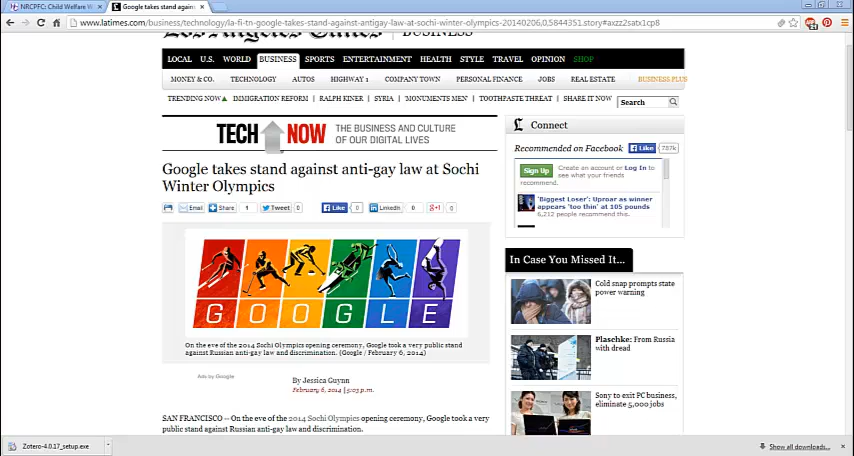 NRCPFC: Child Welfare W
Google takes stand against
www.latimes.com/business/technology/la-fi-tn-google-takes-stand-against-antigay-law-at-sochi-winter-olympics-20140206,0,5844351.story#axzz2satx1cp8
Los Angeles Times | BUSINESS
LOCAL U.S. WORLD BUSINESS SPORTS ENTERTAINMENT HEALTH STYLE TRAVEL OPINION SHOP
MONEY & CO. TECHNOLOGY AUTOS HIGHWAY 1 COMPANY TOWN PERSONAL FINANCE JOBS REAL ESTATE BUSINESS PLUS
TRENDING NOW IMMIGRATION REFORM | RALPH KINER | SYRIA | MONUMENTS MEN | TOOTHPASTE THREAT | SHARE IT NOW
Search
TECH NOW
THE BUSINESS AND CULTURE
OF OUR DIGITAL LIVES
Google takes stand against anti-gay law at Sochi
Winter Olympics
Email Share 1 Tweet 0 Like 0 LinkedIn 0 +1 0
GOOGLE
On the eve of the 2014 Sochi Olympics opening ceremony, Google took a very public stand
against Russian anti-gay law and discrimination. (Google / February 6, 2014)
Ads by Google
By Jessica Guynn
February 6, 2014 | 5:03 p.m.
SAN FRANCISCO -- On the eve of the 2014 Sochi Olympics opening ceremony, Google took a very
public stand against Russian anti-gay law and discrimination.
Connect
Recommended on Facebook Like 787k
Sign Up
Create an account or Log In to
see what your friends
recommend.
'Biggest Loser': Uproar as winner
appears 'too thin' at 105 pounds
6,212 people recommend this.
In Case You Missed It...
Cold snap prompts state
power warning
Plaschke: From Russia
with dread
Sony to exit PC business,
eliminate 5,000 jobs
Zotero-4.0.17_setup.exe
Show all downloads...